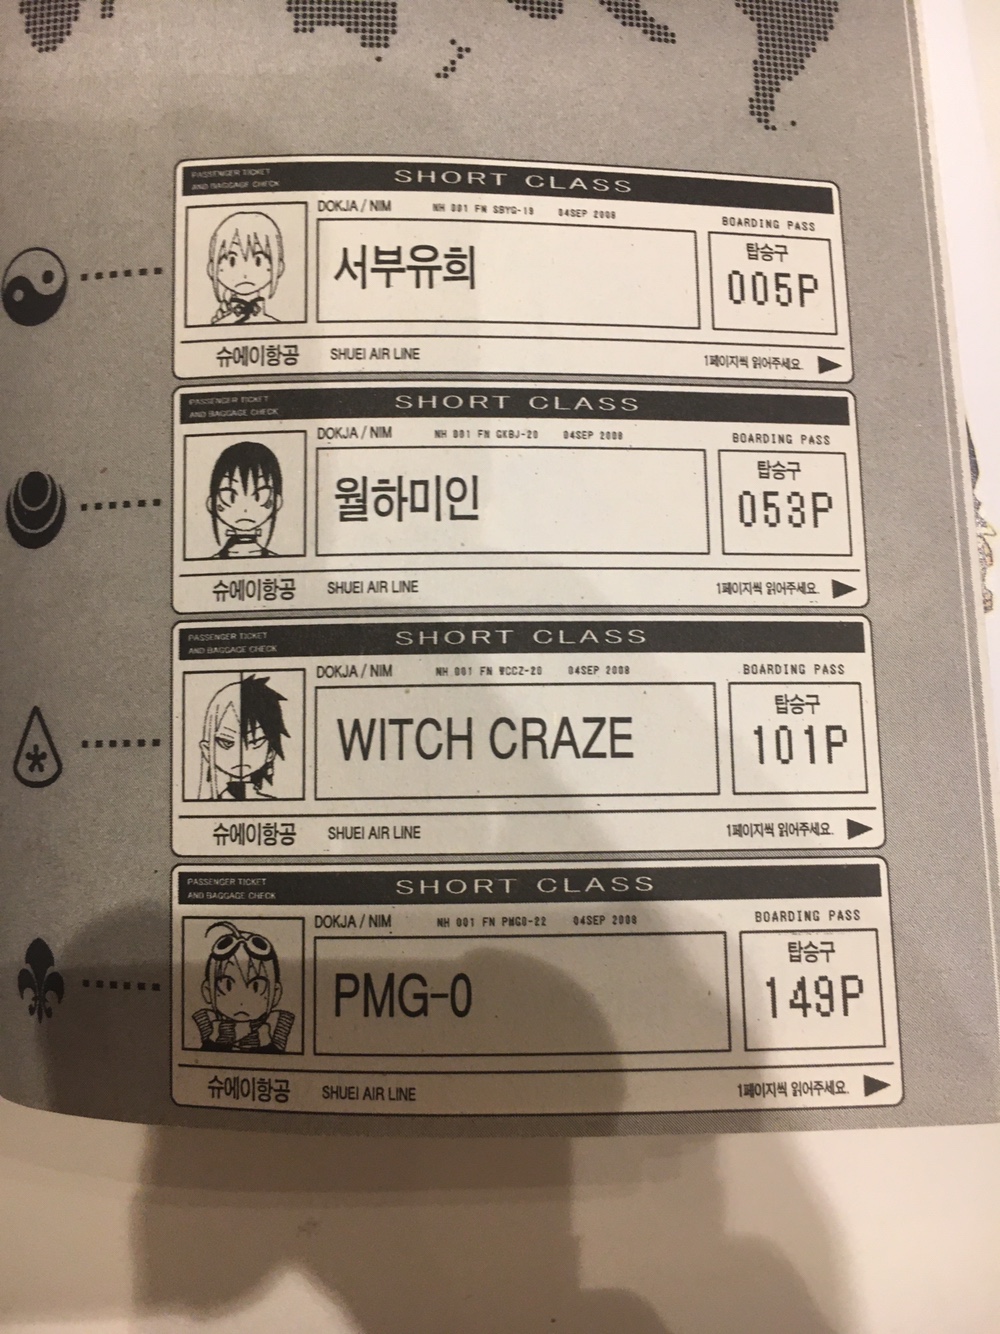 PASSENGER TICKET
AND BAGGAGE CHECK
SHORT CLASS
DOKJA / NIM
NH 001 FN SBYG-19 04SEP 2008
BOARDING PASS
서부유희
탑승구
005P
슈에이항공
SHUEI AIR LINE
1페이지씩 읽어주세요.
PASSENGER TICKET
AND BAGGAGE CHECK
SHORT CLASS
DOKJA / NIM
NH 001 FN GKBJ-20 04SEP 2008
BOARDING PASS
월하미인
탑승구
053P
슈에이항공
SHUEI AIR LINE
1페이지씩 읽어주세요.
PASSENGER TICKET
AND BAGGAGE CHECK
SHORT CLASS
DOKJA / NIM
NH 001 FN WCCZ-20 04SEP 2008
BOARDING PASS
WITCH CRAZE
탑승구
101P
슈에이항공
SHUEI AIR LINE
1페이지씩 읽어주세요.
PASSENGER TICKET
AND BAGGAGE CHECK
SHORT CLASS
DOKJA / NIM
NH 001 FN PMG0-22 04SEP 2008
BOARDING PASS
PMG-0
탑승구
149P
슈에이항공
SHUEI AIR LINE
1페이지씩 읽어주세요.